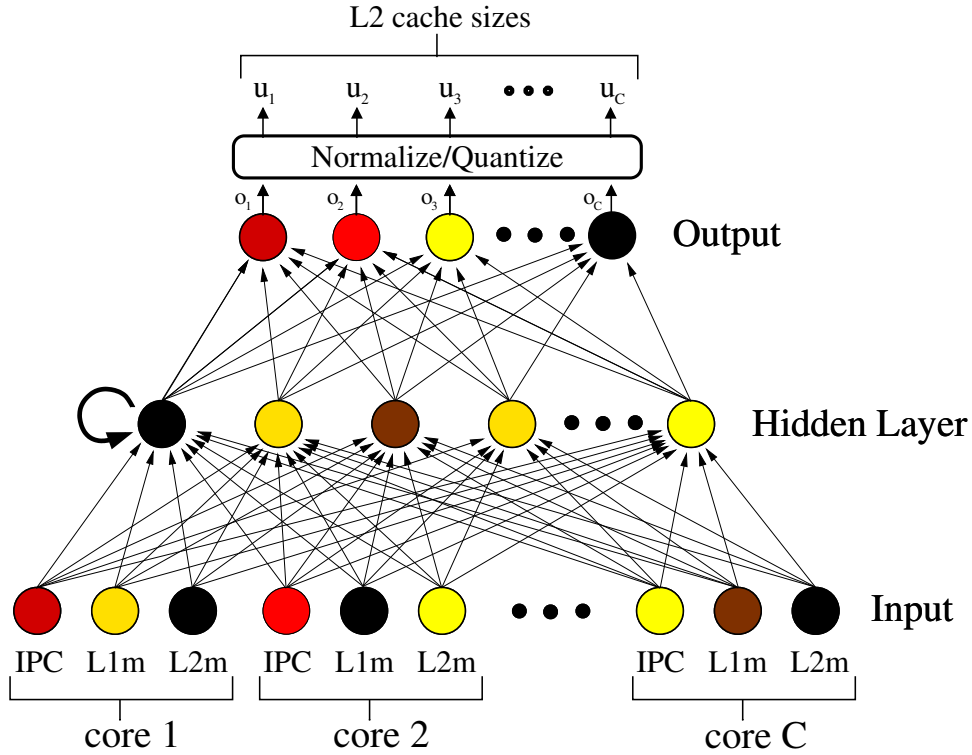 L2 cache sizes
u1 u2 u3 uC
Normalize/Quantize
o1 o2 o3 oC
Output
Hidden Layer
Input
IPC L1m L2m IPC L1m L2m IPC L1m L2m
core 1 core 2 core C